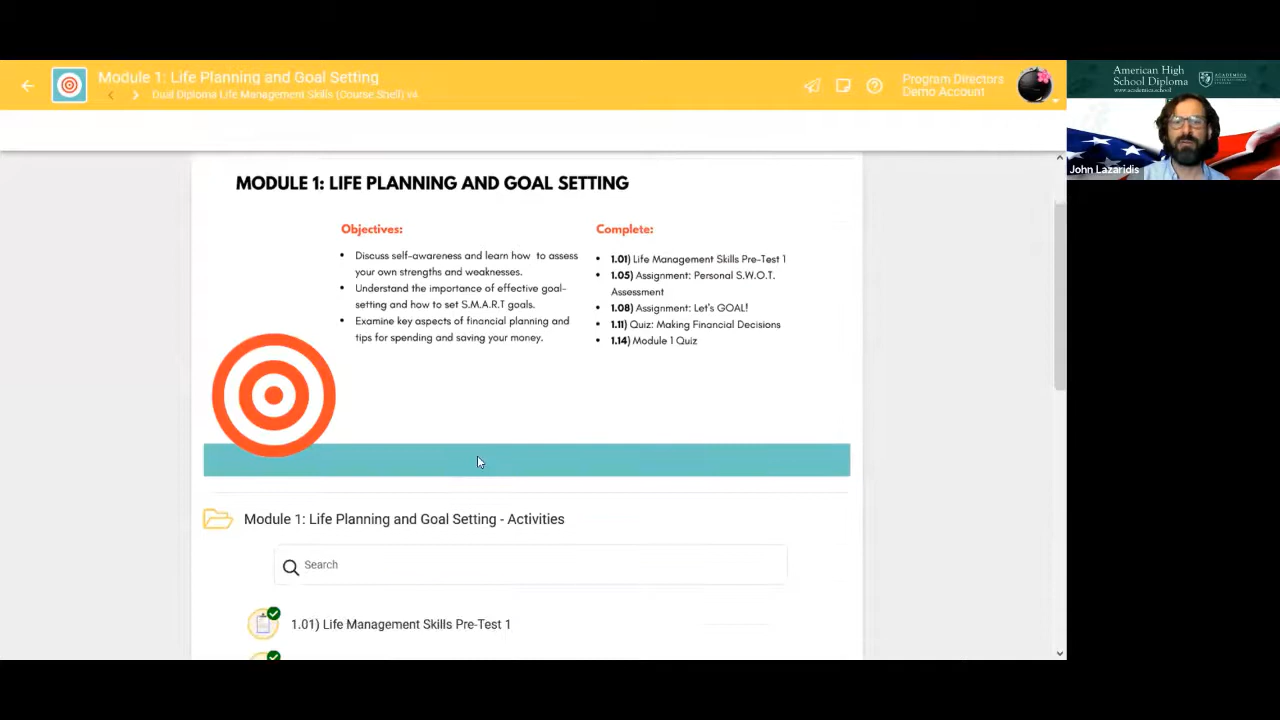 Module 1: Life Planning and Goal Setting
Dual Diploma Life Management Skills (Course Shell) V4
Program Directors
Demo Account
American High
School Diploma
www.academica.school
ACADEMICA
John Lazaridis
MODULE 1: LIFE PLANNING AND GOAL SETTING
Objectives:
• Discuss self-awareness and learn how to assess
your own strengths and weaknesses.
• Understand the importance of effective goal-
setting and how to set S.M.A.R.T goals.
• Examine key aspects of financial planning and
tips for spending and saving your money.
Complete:
• 1.01) Life Management Skills Pre-Test 1
• 1.05) Assignment: Personal S.W.O.T.
Assessment
• 1.08) Assignment: Let's GOAL!
• 1.11) Quiz: Making Financial Decisions
• 1.14) Module 1 Quiz
Module 1: Life Planning and Goal Setting - Activities
Search
1.01) Life Management Skills Pre-Test 1